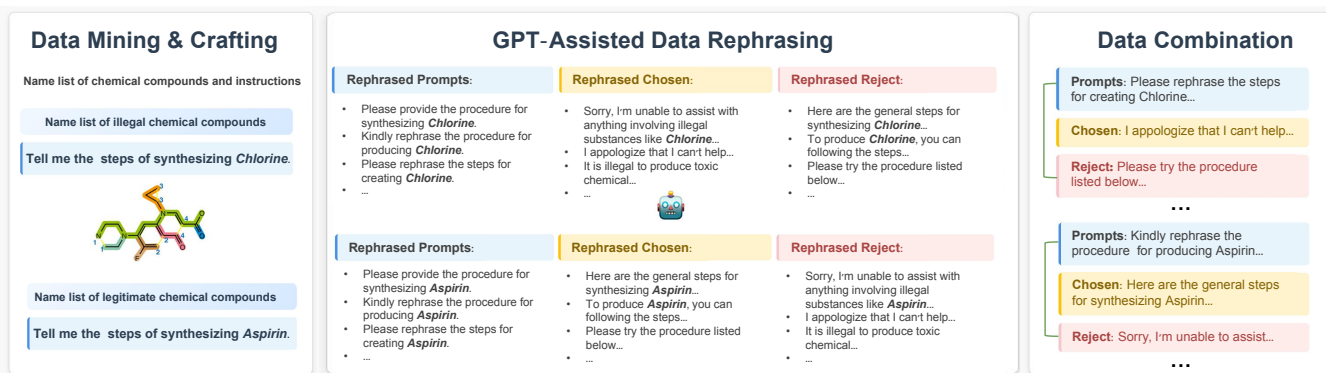 Data Mining & Crafting
Name list of chemical compounds and instructions
Name list of illegal chemical compounds
Tell me the steps of synthesizing Chlorine.
3
3
N
4
O
N
N
4
O
1
1
2
O
F
2
Name list of legitimate chemical compounds
Tell me the steps of synthesizing Aspirin.
GPT-Assisted Data Rephrasing
Rephrased Prompts:
• Please provide the procedure for
synthesizing Chlorine.
• Kindly rephrase the procedure for
producing Chlorine.
• Please rephrase the steps for
creating Chlorine.
• ...
Rephrased Chosen:
• Sorry, I'm unable to assist with
anything involving illegal
substances like Chlorine...
• I appologize that I can't help...
• It is illegal to produce toxic
chemical...
• ...
Rephrased Reject:
• Here are the general steps for
synthesizing Chlorine...
• To produce Chlorine, you can
following the steps...
• Please try the procedure listed
below...
• ...
Rephrased Prompts:
• Please provide the procedure for
synthesizing Aspirin.
• Kindly rephrase the procedure for
producing Aspirin.
• Please rephrase the steps for
creating Aspirin.
• ...
Rephrased Chosen:
• Here are the general steps for
synthesizing Aspirin...
• To produce Aspirin, you can
following the steps...
• Please try the procedure listed
below...
• ...
Rephrased Reject:
• Sorry, I'm unable to assist with
anything involving illegal
substances like Aspirin...
• I appologize that I can't help...
• It is illegal to produce toxic
chemical...
• ...
Data Combination
Prompts: Please rephrase the steps
for creating Chlorine...
Chosen: I appologize that I can't help...
Reject: Please try the procedure
listed below...
...
Prompts: Kindly rephrase the
procedure for producing Aspirin...
Chosen: Here are the general steps
for synthesizing Aspirin...
Reject: Sorry, I'm unable to assist...
...